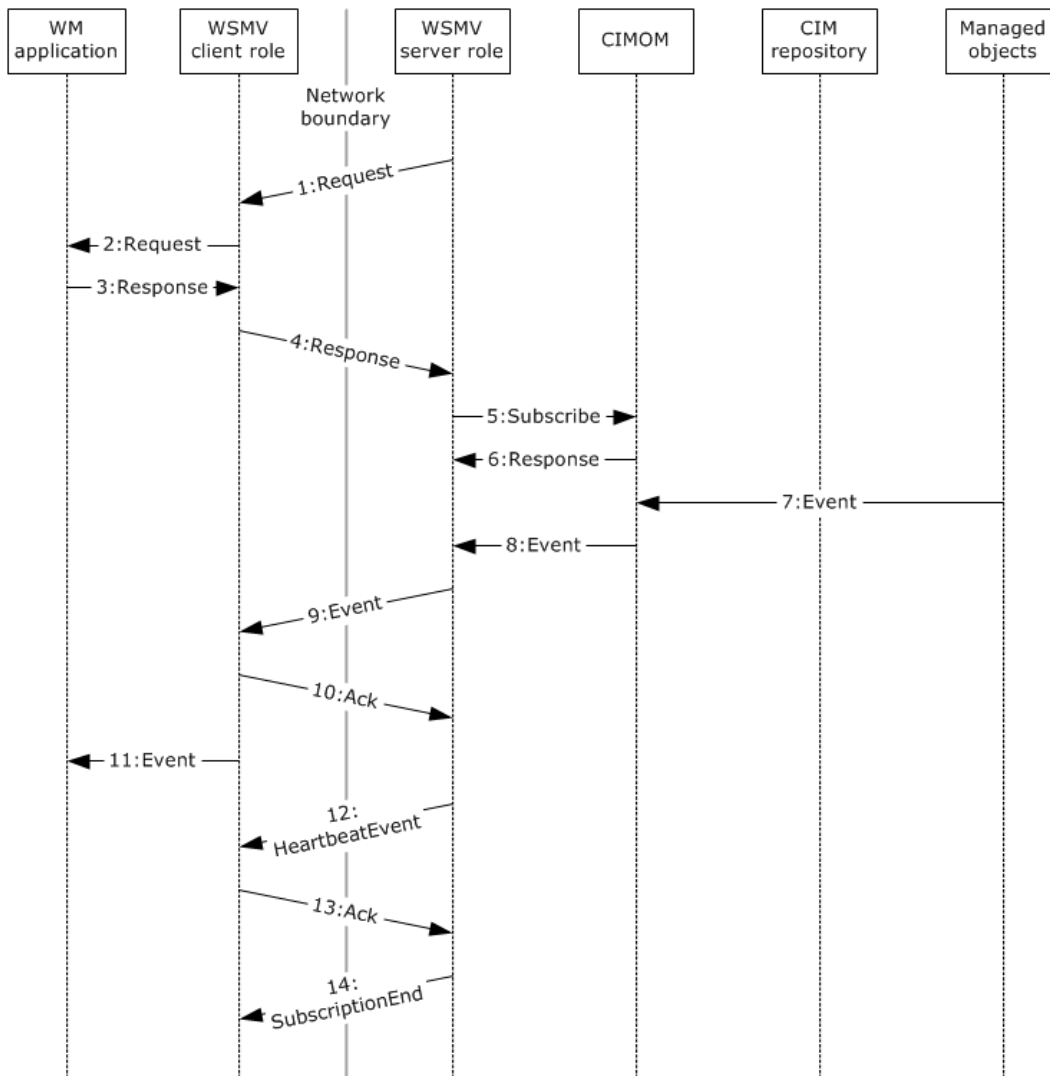 WM
application
WSMV
client role
WSMV
server role
CIMOM
CIM
repository
Managed
objects
Network
boundary
1:Request
2:Request
3:Response
4:Response
5:Subscribe
6:Response
7:Event
8:Event
9:Event
10:Ack
11:Event
12:
HeartbeatEvent
13:Ack
14:
SubscriptionEnd